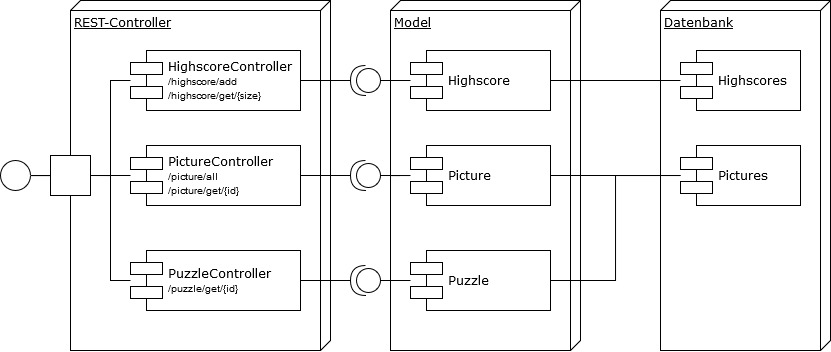 REST-Controller
Model
Datenbank
HighscoreController
/highscore/add
/highscore/get/{size}
Highscore
Highscores
PictureController
/picture/all
/picture/get/{id}
Picture
Pictures
PuzzleController
/puzzle/get/{id}
Puzzle